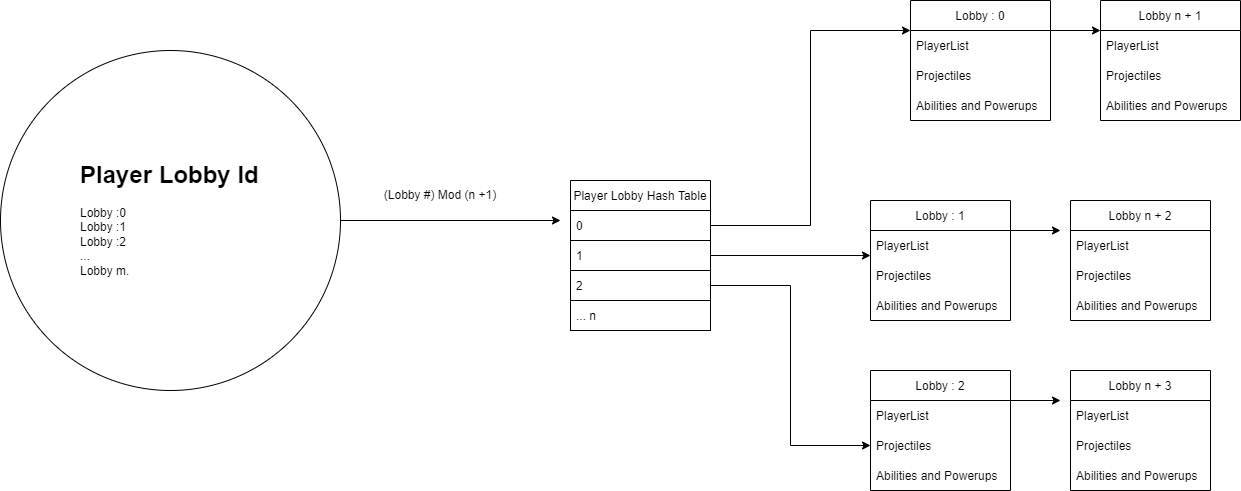 Player Lobby Id
Lobby :0
Lobby :1
Lobby :2
...
Lobby m.
(Lobby #) Mod (n +1)
Player Lobby Hash Table
0
1
2
... n
Lobby : 0
PlayerList
Projectiles
Abilities and Powerups
Lobby n + 1
PlayerList
Projectiles
Abilities and Powerups
Lobby : 1
PlayerList
Projectiles
Abilities and Powerups
Lobby n + 2
PlayerList
Projectiles
Abilities and Powerups
Lobby : 2
PlayerList
Projectiles
Abilities and Powerups
Lobby n + 3
PlayerList
Projectiles
Abilities and Powerups